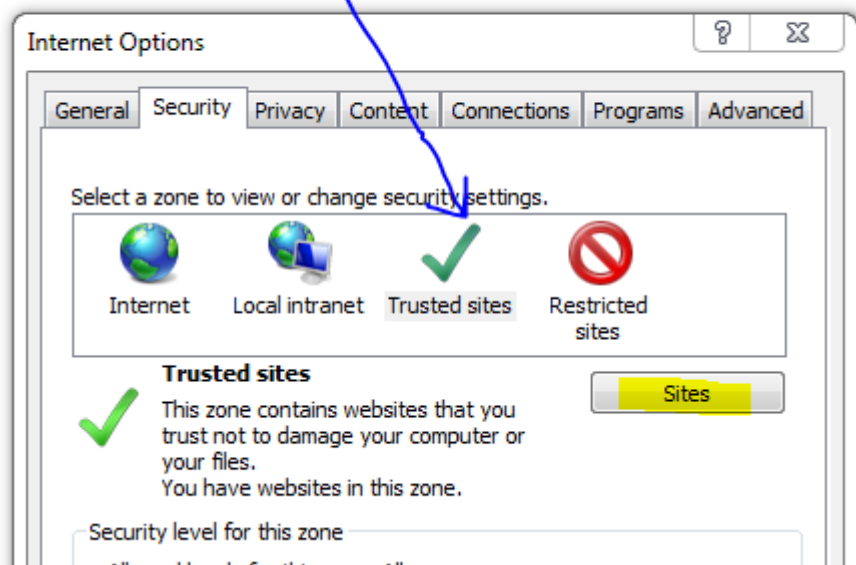 Internet Options
General Security Privacy Content Connections Programs Advanced
Select a zone to view or change security settings.
Internet Local intranet Trusted sites Restricted sites
Trusted sites
Sites
This zone contains websites that you
trust not to damage your computer or
your files.
You have websites in this zone.
Security level for this zone